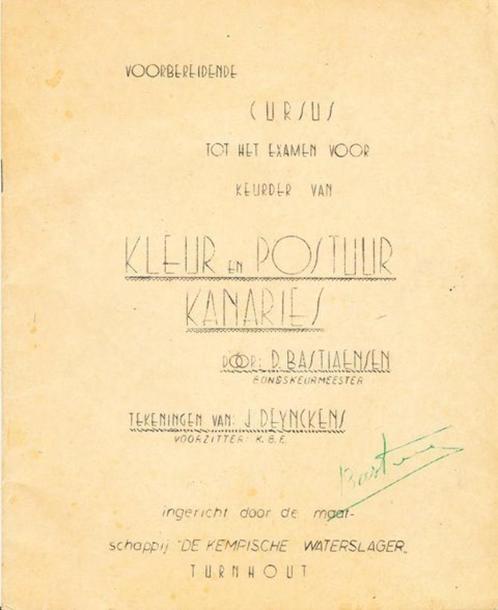 VOORBEREIDENDE
CURSUS
TOT HET EXAMEN VOOR
KEURDER VAN
KLEUR EN POSTUUR
KANARIES
DOOR: D. BASTIAENSEN
BONDSKEURMEESTER
TEKENINGEN VAN: J. DEYNCKENS
VOORZITTER: K.B.E.
ingericht door de maat-
schappij "DE KEMPISCHE WATERSLAGER"
TURNHOUT